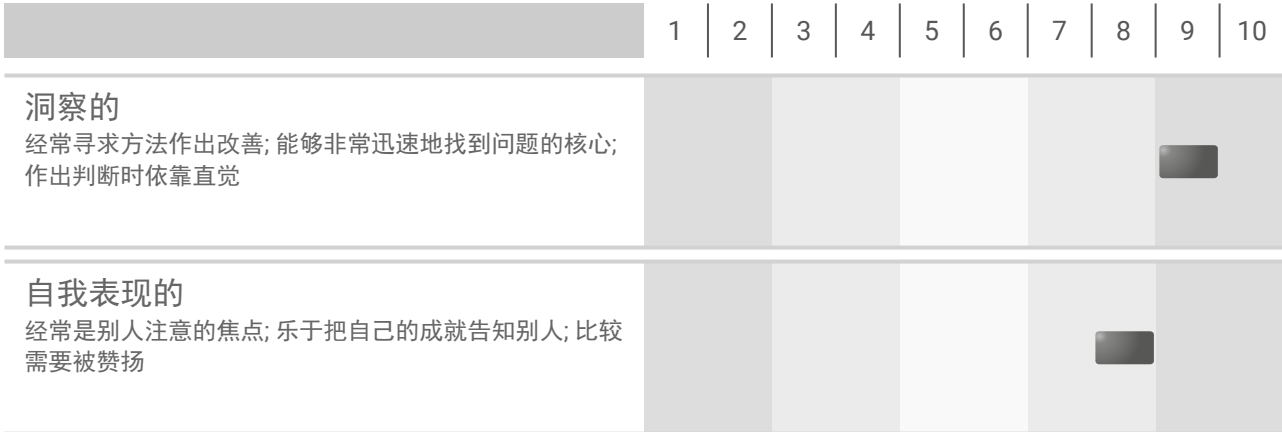 1 2 3 4 5 6 7 8 9 10
洞察的
经常寻求方法作出改善; 能够非常迅速地找到问题的核心;
作出判断时依靠直觉
自我表现的
经常是别人注意的焦点; 乐于把自己的成就告知别人; 比较
需要被赞扬